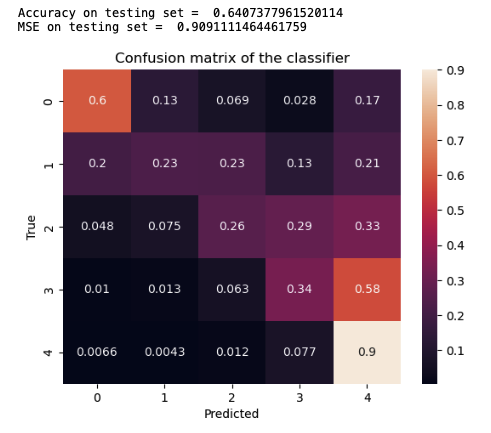 Accuracy on testing set =  0.6407377961520114
MSE on testing set =  0.9091111464461759
Confusion matrix of the classifier
0 0.6 0.13 0.069 0.028 0.17
1 0.2 0.23 0.23 0.13 0.21
2 0.048 0.075 0.26 0.29 0.33
3 0.01 0.013 0.063 0.34 0.58
4 0.0066 0.0043 0.012 0.077 0.9
True
0 1 2 3 4
Predicted
0.9
0.8
0.7
0.6
0.5
0.4
0.3
0.2
0.1